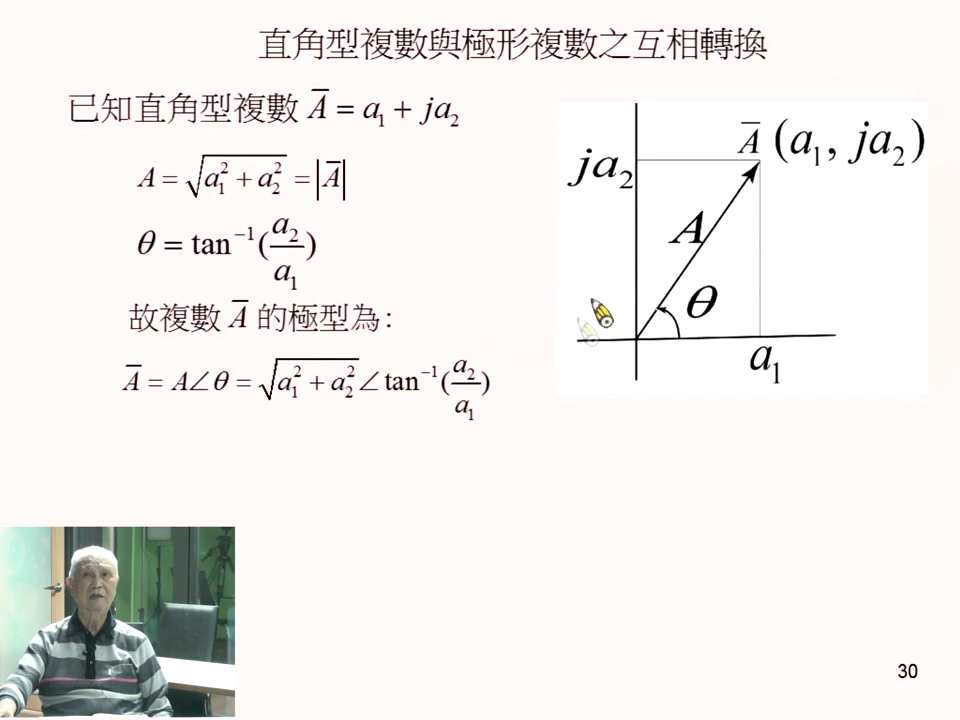 直角型複數與極形複數之互相轉換
已知直角型複數 A̅ = a₁ + ja₂
A = √(a₁² + a₂²) = |A̅|
θ = tan⁻¹(a₂/a₁)
故複數 A̅ 的極型為:
A̅ = A∠θ = √(a₁² + a₂²) ∠ tan⁻¹(a₂/a₁)
A̅ (a₁, ja₂)
ja₂
A
θ
a₁
30